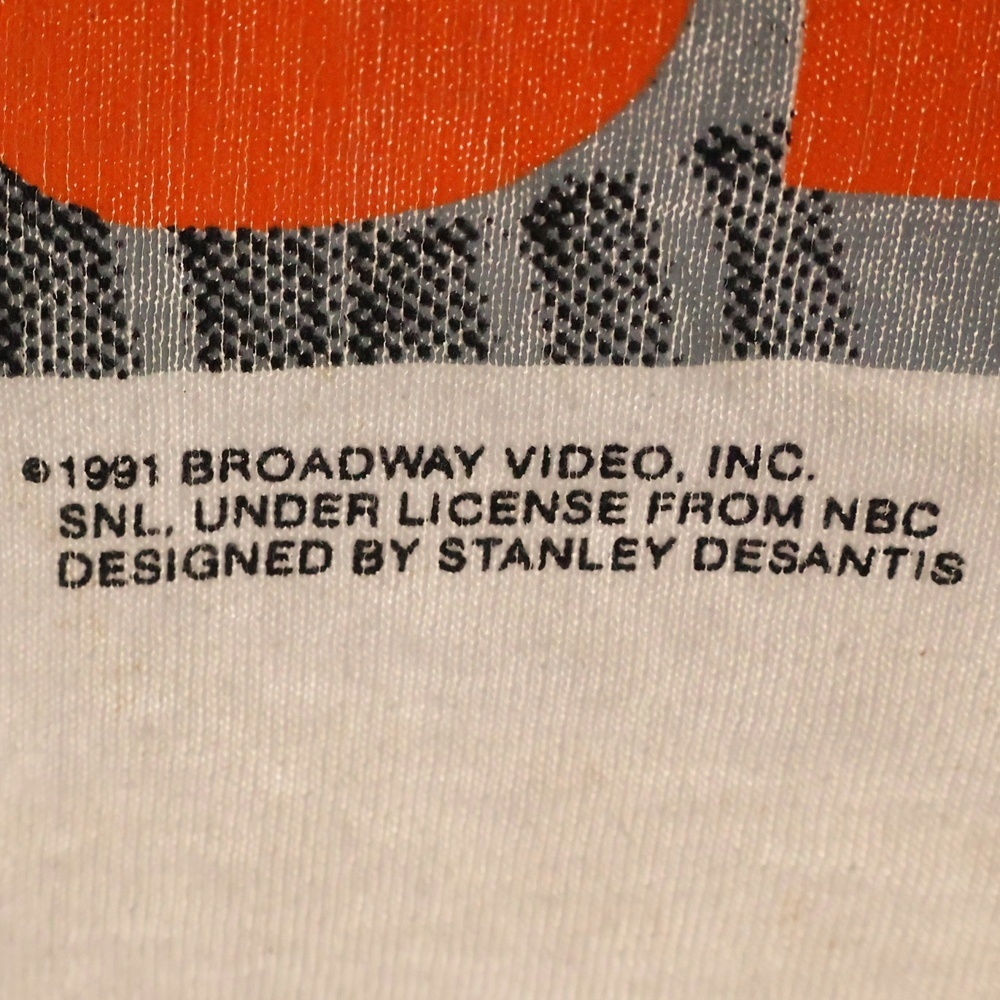 ©1991 BROADWAY VIDEO, INC.
SNL, UNDER LICENSE FROM NBC
DESIGNED BY STANLEY DESANTIS